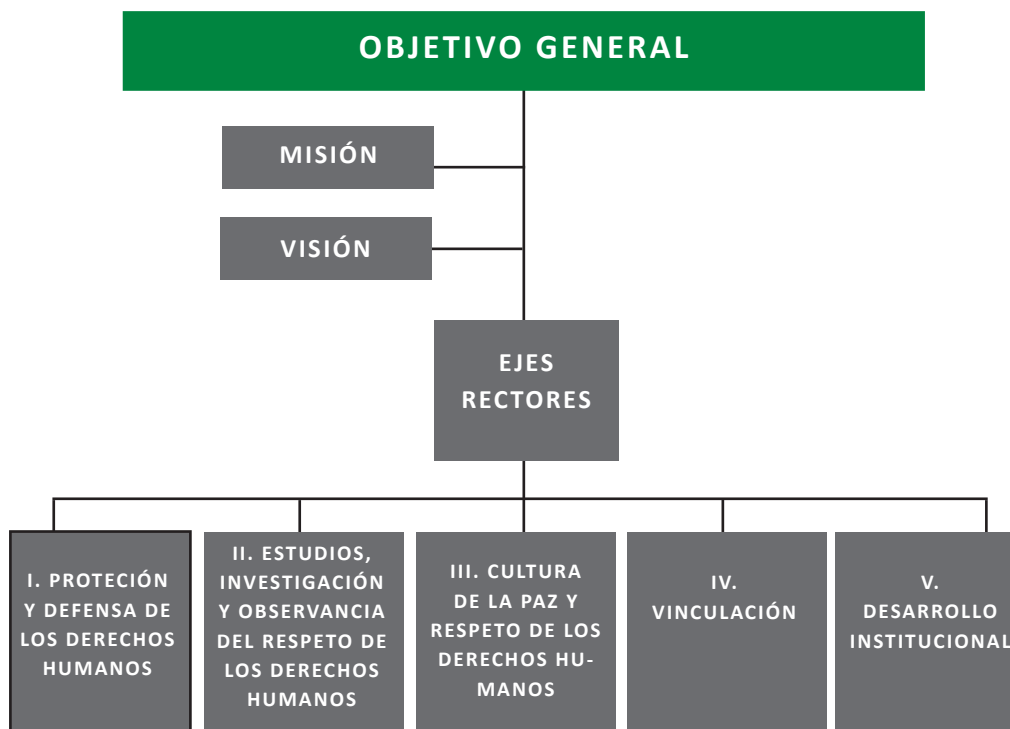 OBJETIVO GENERAL
MISIÓN
VISIÓN
EJES
RECTORES
I. PROTECIÓN
Y DEFENSA DE
LOS DERECHOS
HUMANOS
II. ESTUDIOS,
INVESTIGACIÓN
Y OBSERVANCIA
DEL RESPETO DE
LOS DERECHOS
HUMANOS
III. CULTURA
DE LA PAZ Y
RESPETO DE LOS
DERECHOS HU-
MANOS
IV.
VINCULACIÓN
V.
DESARROLLO
INSTITUCIONAL